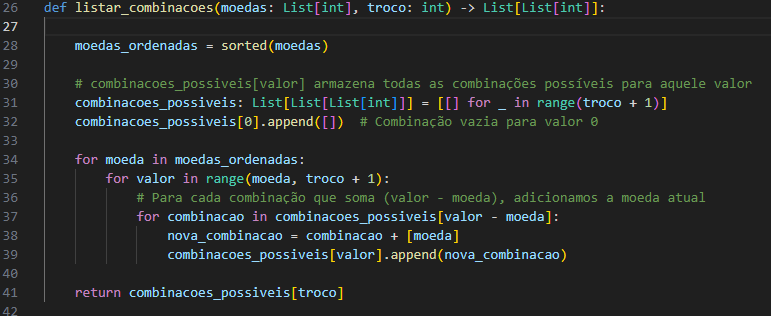 26 def listar_combinacoes(moedas: List[int], troco: int) -> List[List[int]]:
27
28     moedas_ordenadas = sorted(moedas)
29
30     # combinacoes_possiveis[valor] armazena todas as combinações possíveis para aquele valor
31     combinacoes_possiveis: List[List[List[int]]] = [[] for _ in range(troco + 1)]
32     combinacoes_possiveis[0].append([])  # Combinação vazia para valor 0
33
34     for moeda in moedas_ordenadas:
35         for valor in range(moeda, troco + 1):
36             # Para cada combinação que soma (valor - moeda), adicionamos a moeda atual
37             for combinacao in combinacoes_possiveis[valor - moeda]:
38                 nova_combinacao = combinacao + [moeda]
39                 combinacoes_possiveis[valor].append(nova_combinacao)
40
41     return combinacoes_possiveis[troco]
42